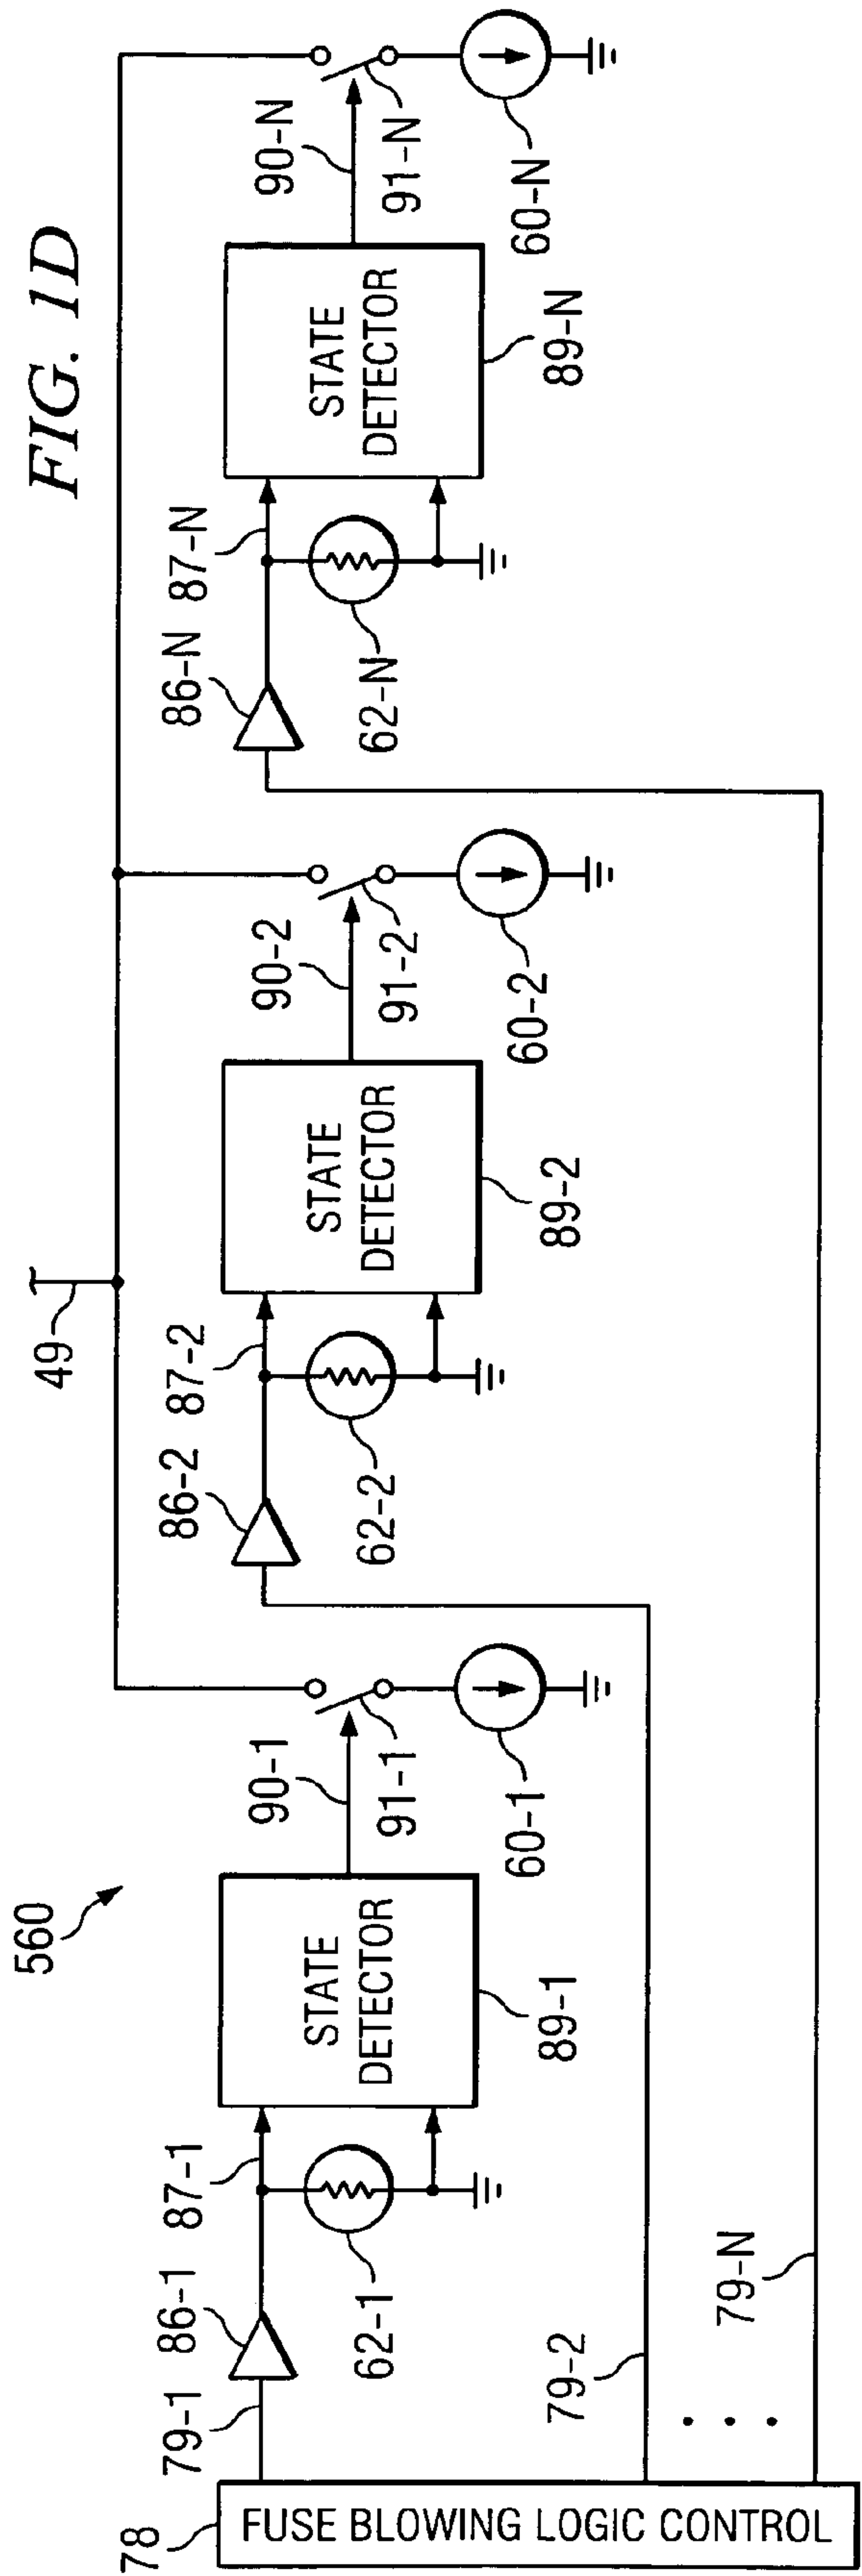 FIG. 1D
560
49
90-1
90-2
90-N
87-1
87-2
87-N
86-1
86-2
86-N
79-1
78
STATE
DETECTOR
STATE
DETECTOR
STATE
DETECTOR
91-1
91-2
91-N
62-1
62-2
62-N
89-1
89-2
89-N
60-1
60-2
60-N
79-2
79-N
FUSE BLOWING LOGIC CONTROL